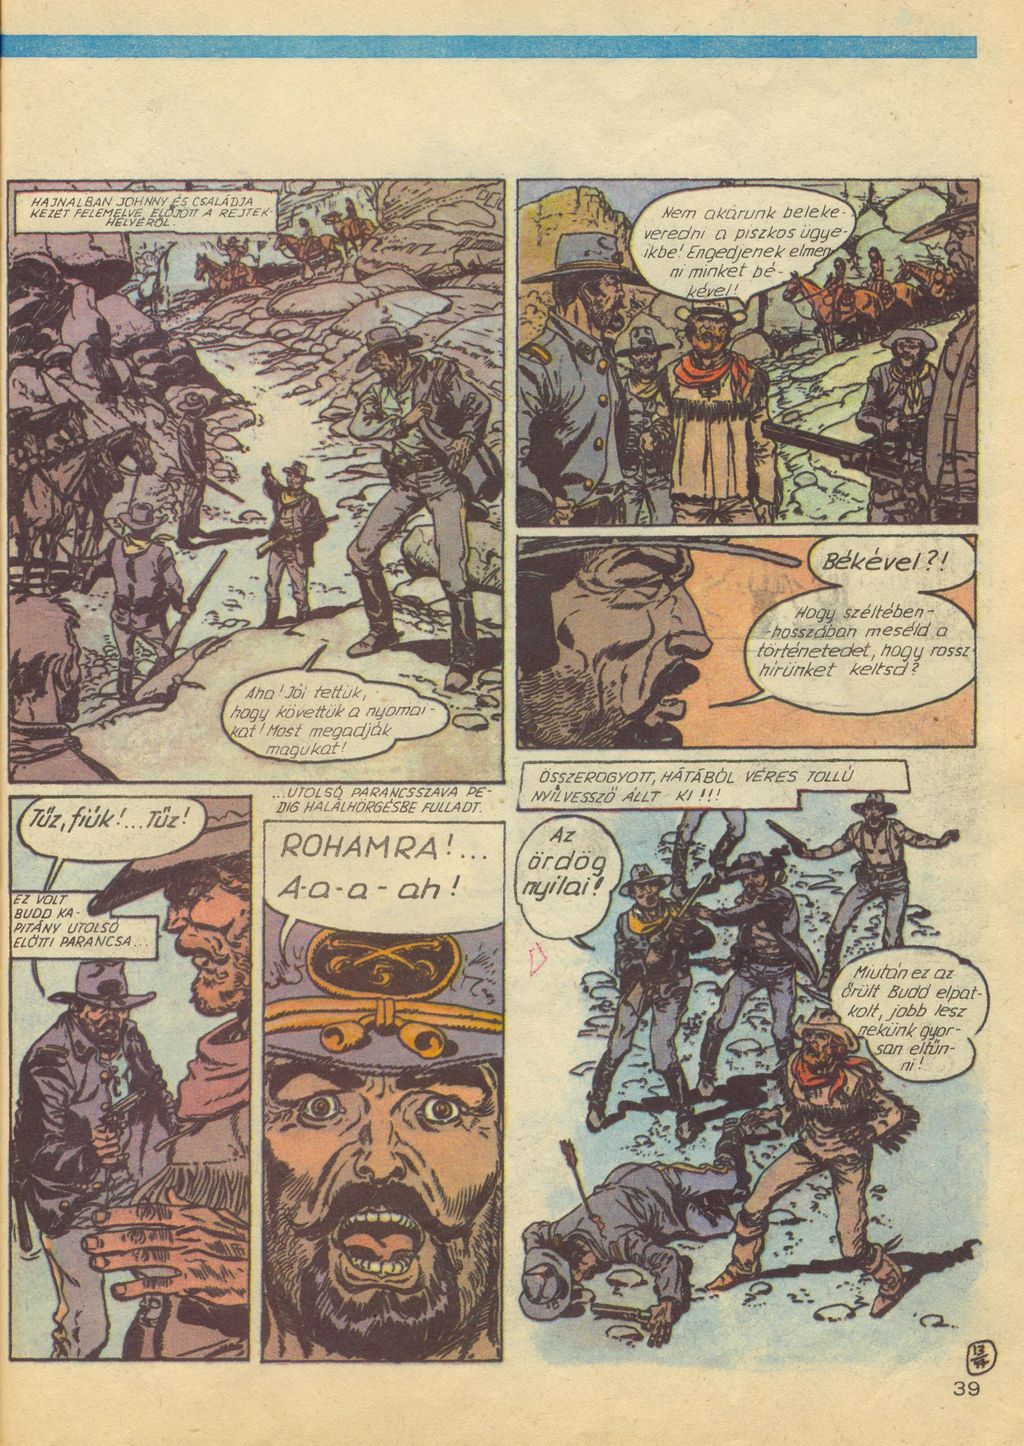 HAJNALBAN JOHNNY ÉS CSALÁDJA
KEZÉT FELEMELVE ELŐJÖTT A REJTEK-
HELYÉRŐL.
Aha! Jól tettük,
hogy követtük a nyomai-
kat! Most megadják
magukat!
Nem akarunk beleke-
veredni a piszkos ügye-
ikbe! Engedjenek elmen-
ni minket bé-
kével!
Békével?!
Hogy széltében-
-hosszában meséld a
történetedet, hogy rossz
hírünket keltsd?
Tűz, fiúk!...Tűz!
EZ VOLT
BUDD KA-
PITÁNY UTOLSÓ
ELŐTTI PARANCSA...
...UTOLSÓ PARANCSSZAVA PE-
DIG HALÁLHÖRGÉSBE FULLADT.
ROHAMRA!...
A-a-a-ah!
ÖSSZEROGYOTT, HÁTÁBÓL VÉRES TOLLÚ
NYÍLVESSZŐ ÁLLT KI!!!
Az
ördög
nyilai!
Miután ez az
őrült Budd elpat-
kolt, jobb lesz
nekünk gyor-
san eltűn-
ni!
13/44
39